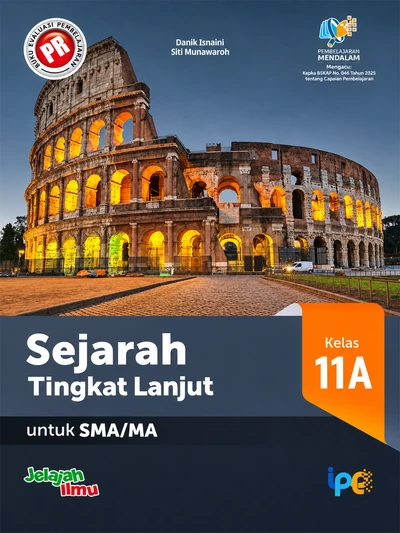 BUKU EVALUASI PEMBELAJARAN
PR
Danik Isnaini
Siti Munawaroh
PEMBELAJARAN
MENDALAM
Mengacu:
Kepka BSKAP No. 046 Tahun 2025
tentang Capaian Pembelajaran
Sejarah
Tingkat Lanjut
Kelas
11A
untuk SMA/MA
Jelajah
ilmu
ipe